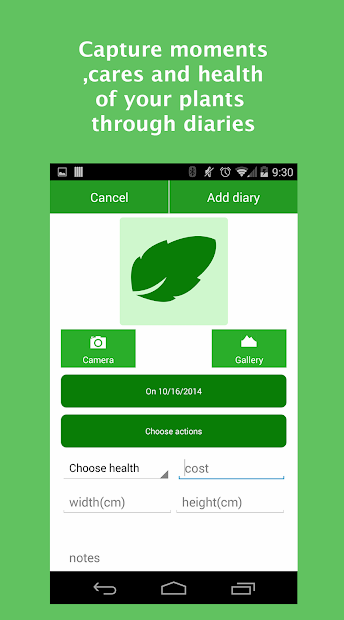 Capture moments
,cares and health
of your plants
through diaries
9:30
Cancel Add diary
Camera Gallery
On 10/16/2014
Choose actions
Choose health cost
width(cm) height(cm)
notes